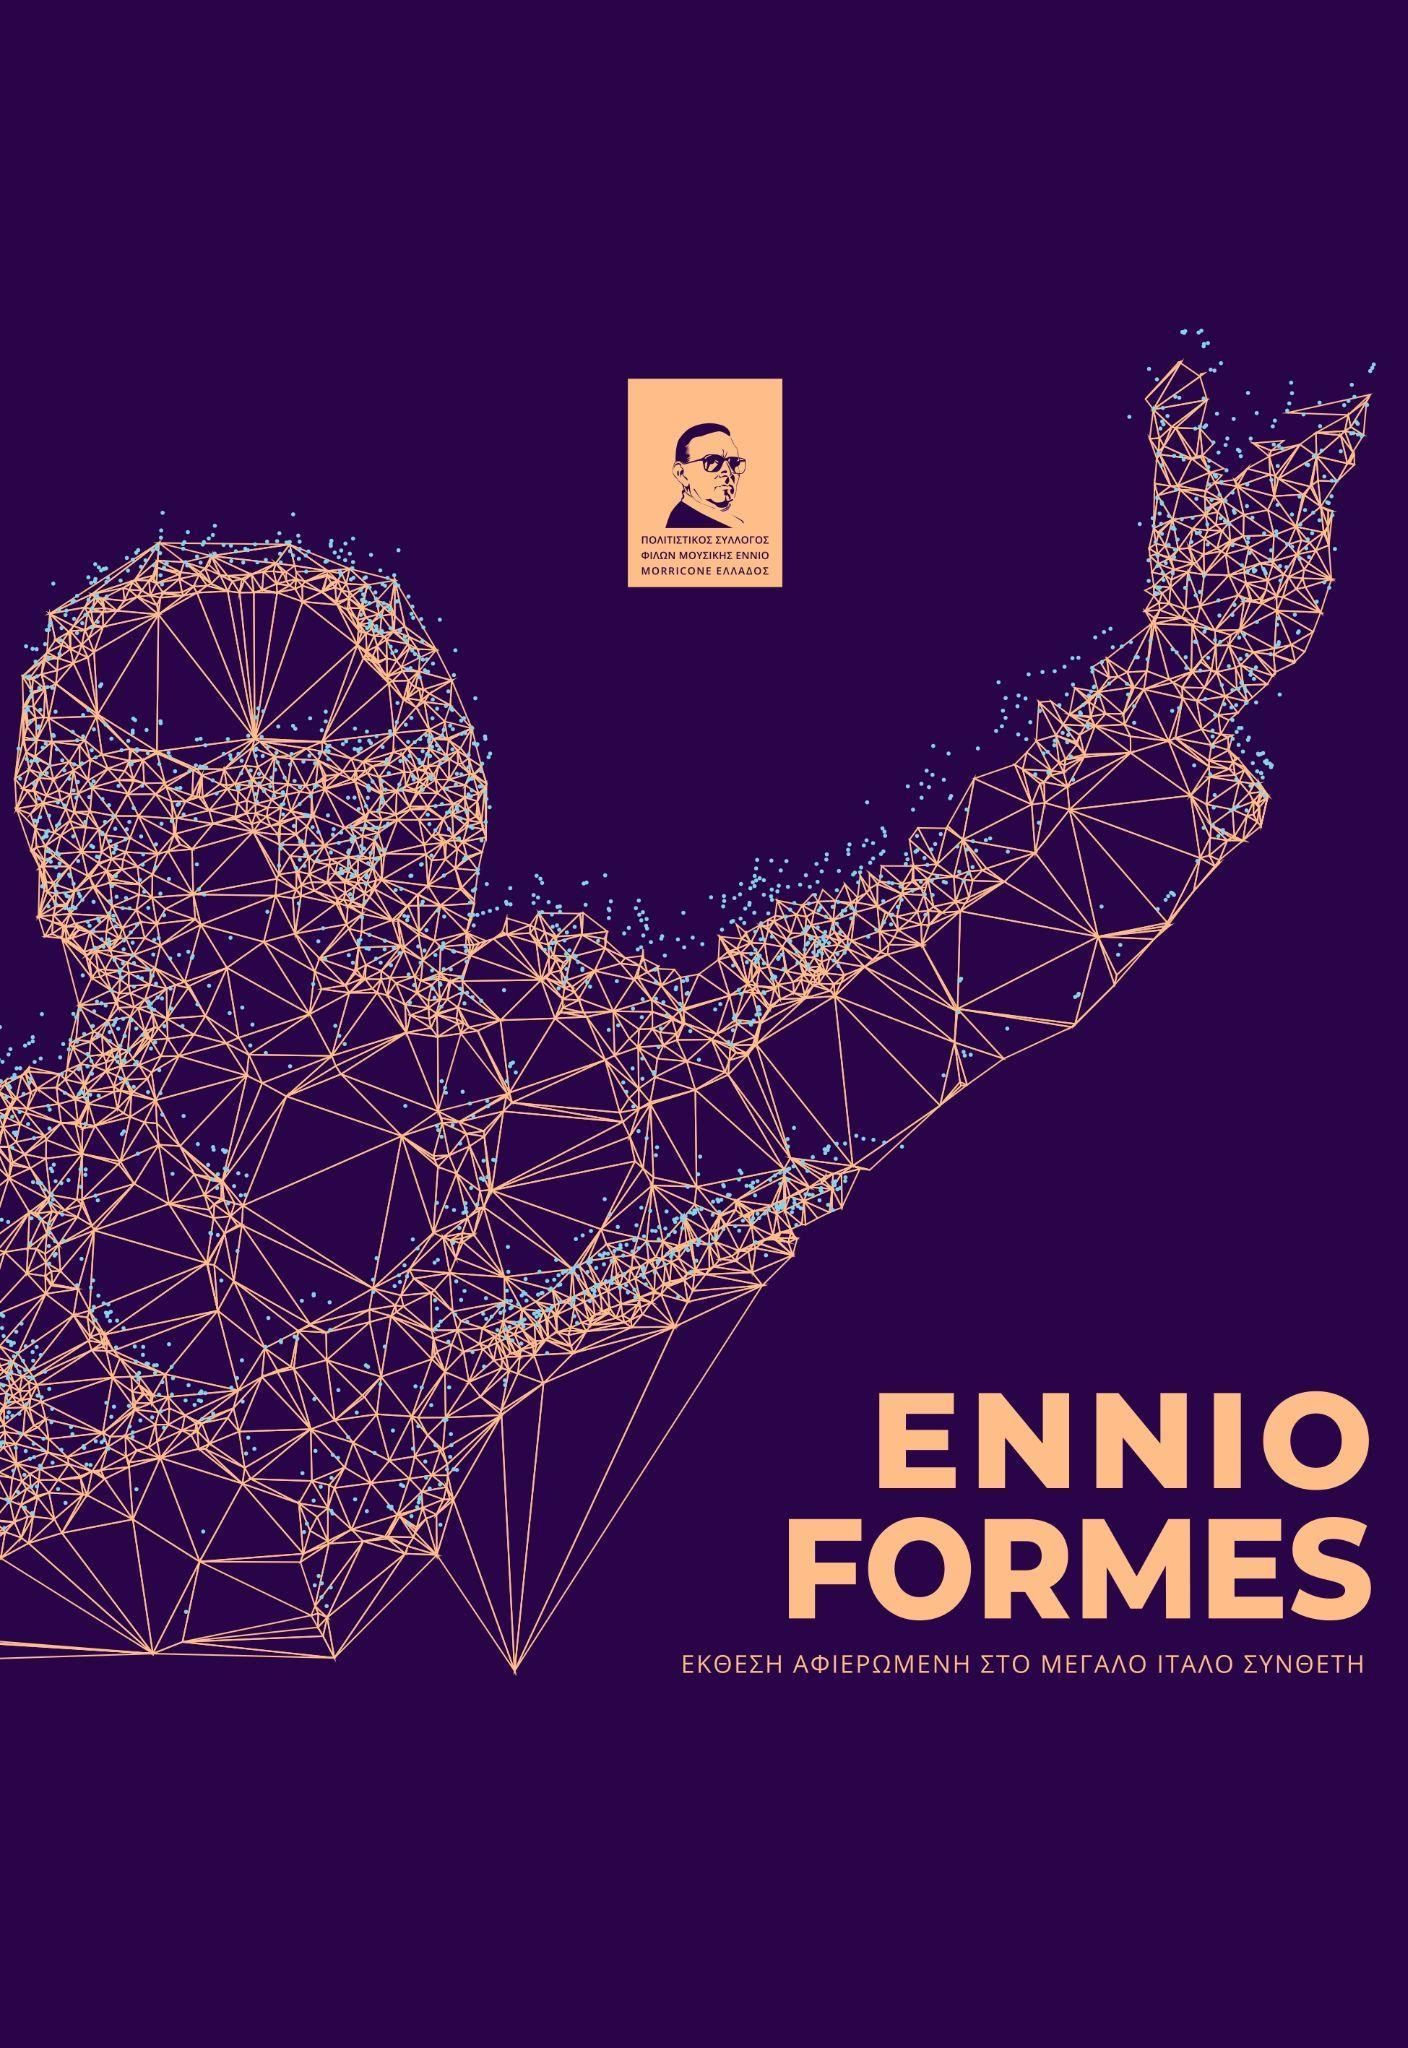 ΠΟΛΙΤΙΣΤΙΚΟΣ ΣΥΛΛΟΓΟΣ
ΦΙΛΩΝ ΜΟΥΣΙΚΗΣ ΕΝΝΙΟ
MORRICONE ΕΛΛΑΔΟΣ
ENNIO
FORMES
ΕΚΘΕΣΗ ΑΦΙΕΡΩΜΕΝΗ ΣΤΟ ΜΕΓΑΛΟ ΙΤΑΛΟ ΣΥΝΘΕΤΗ